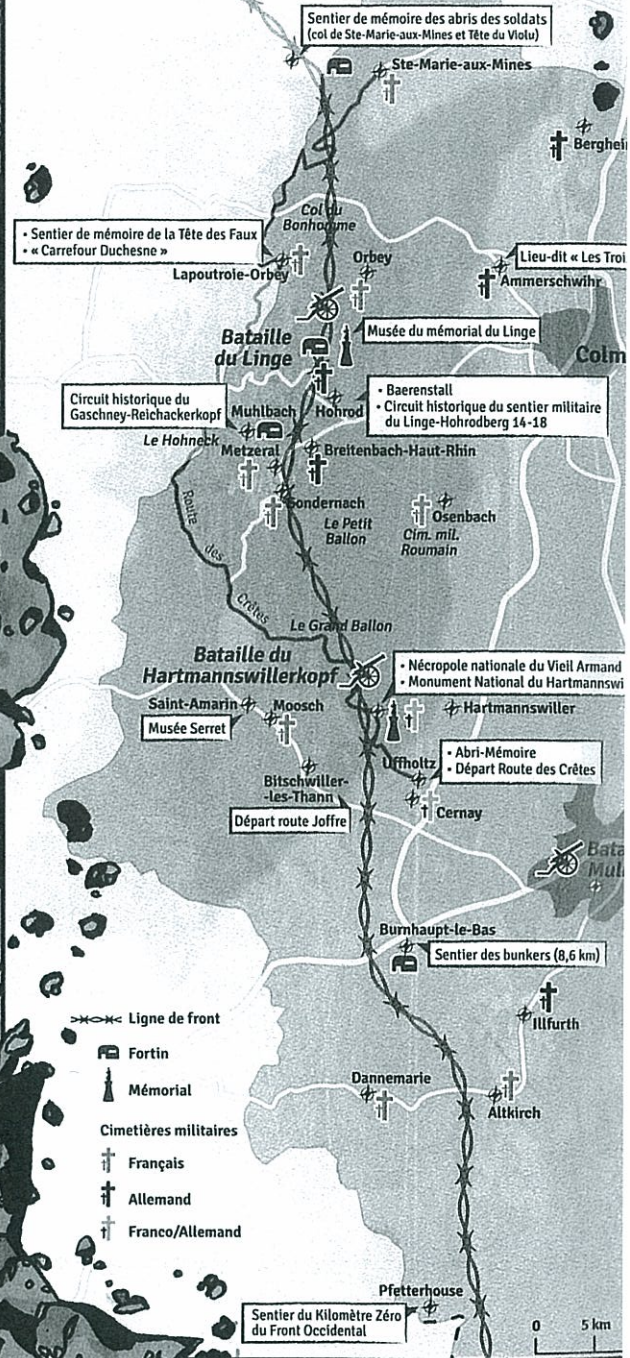 Sentier de mémoire des abris des soldats
(col de Ste-Marie-aux-Mines et Tête du Violu)
Ste-Marie-aux-Mines
Berghei
Col du
Bonhomme
• Sentier de mémoire de la Tête des Faux
• « Carrefour Duchesne »
Lapoutroie-Orbey
Orbey
Lieu-dit « Les Troi
Ammerschwihr
Bataille
du Linge
Musée du mémorial du Linge
Colm
Circuit historique du
Gaschney-Reichackerkopf
Muhlbach
Hohrod
• Baerenstall
• Circuit historique du sentier militaire
du Linge-Hohrodberg 14-18
Le Hohneck
Metzeral
Breitenbach-Haut-Rhin
Sondernach
Le Petit
Ballon
Osenbach
Cim. mil.
Roumain
Route des Crêtes
Le Grand Ballon
Bataille du
Hartmannswillerkopf
• Nécropole nationale du Vieil Armand
• Monument National du Hartmannswi
Saint-Amarin
Moosch
Hartmannswiller
Musée Serret
Uffholtz
• Abri-Mémoire
• Départ Route des Crêtes
Bitschwiller-
-les-Thann
Cernay
Départ route Joffre
Bata
Mul
Burnhaupt-le-Bas
Sentier des bunkers (8,6 km)
Ligne de front
Illfurth
Fortin
Mémorial
Dannemarie
Altkirch
Cimetières militaires
Français
Allemand
Franco/Allemand
Pfetterhouse
Sentier du Kilomètre Zéro
du Front Occidental
0 5 km